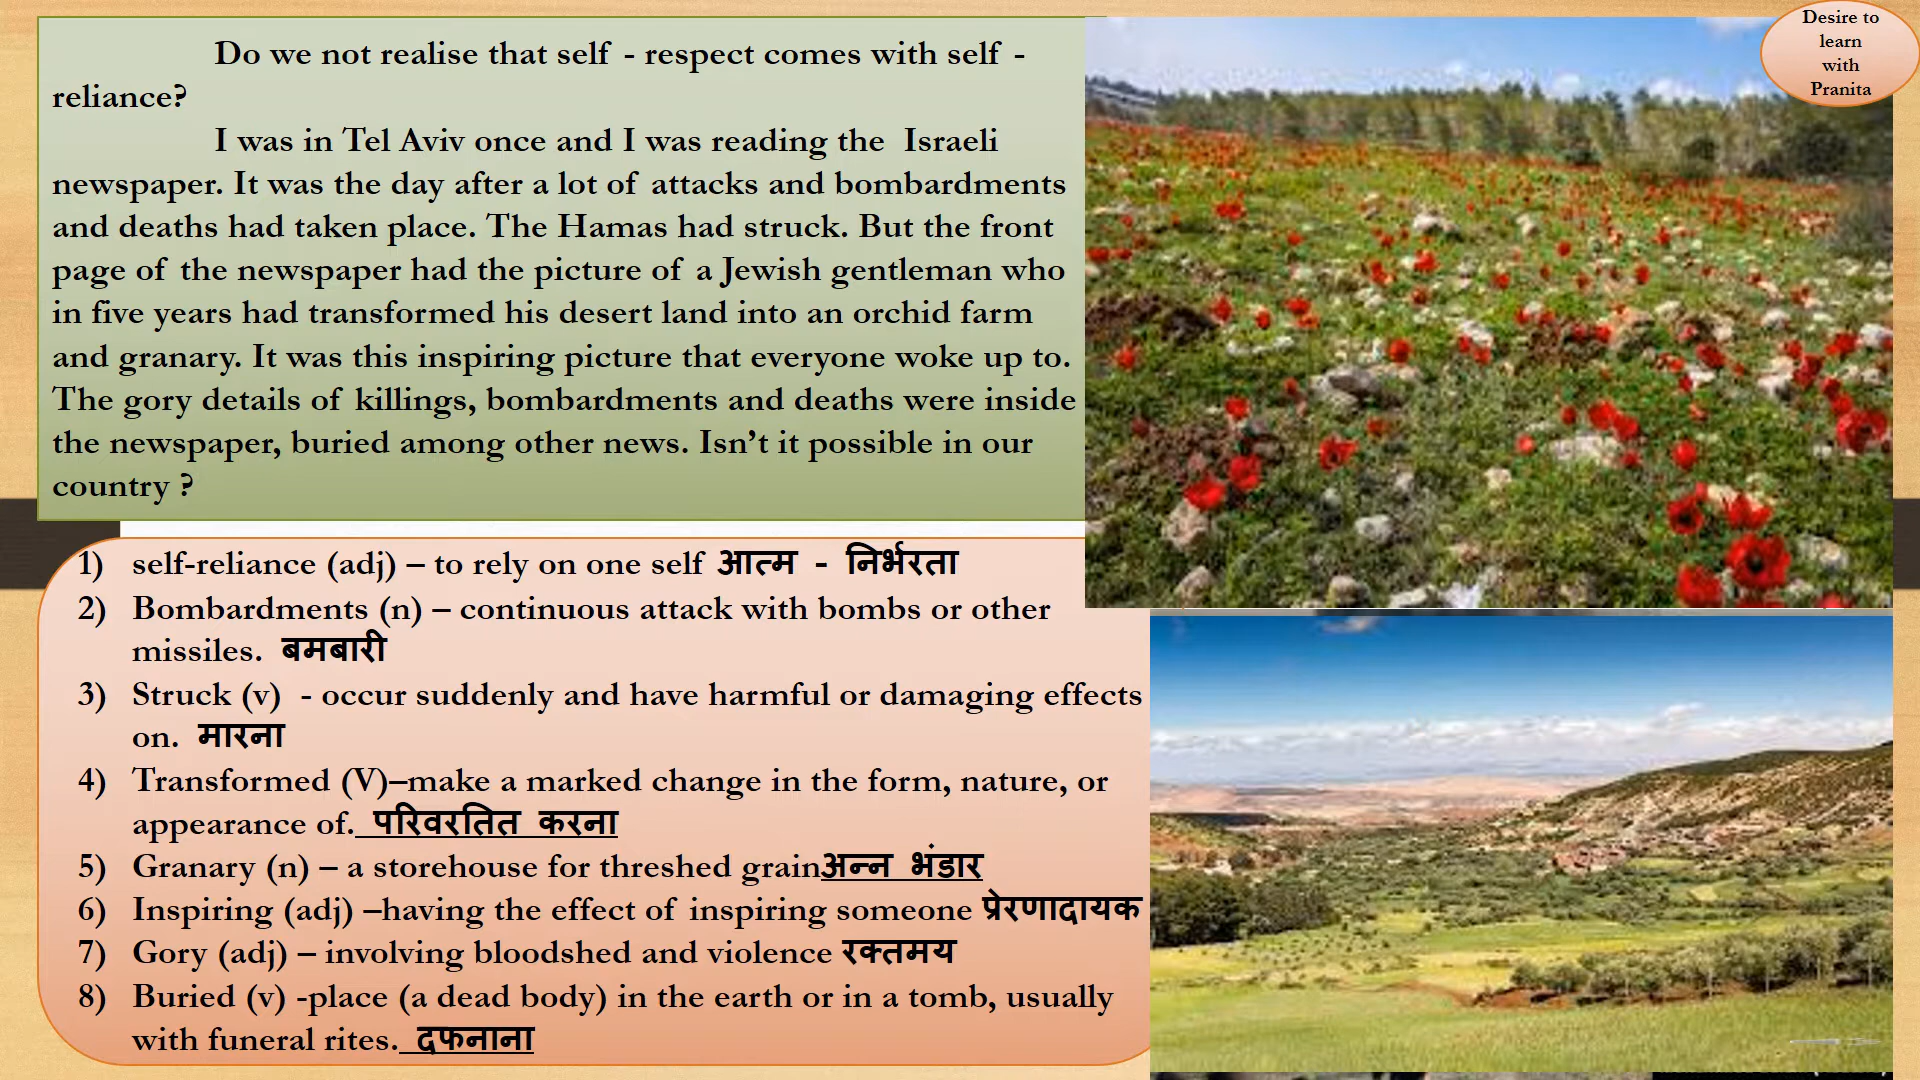 Do we not realise that self - respect comes with self -
reliance?
I was in Tel Aviv once and I was reading the Israeli
newspaper. It was the day after a lot of attacks and bombardments
and deaths had taken place. The Hamas had struck. But the front
page of the newspaper had the picture of a Jewish gentleman who
in five years had transformed his desert land into an orchid farm
and granary. It was this inspiring picture that everyone woke up to.
The gory details of killings, bombardments and deaths were inside
the newspaper, buried among other news. Isn’t it possible in our
country ?
Desire to
learn
with
Pranita
1) self-reliance (adj) – to rely on one self आत्म - निर्भरता
2) Bombardments (n) – continuous attack with bombs or other
missiles. बमबारी
3) Struck (v) - occur suddenly and have harmful or damaging effects
on. मारना
4) Transformed (V)–make a marked change in the form, nature, or
appearance of. परिवरतित करना
5) Granary (n) – a storehouse for threshed grainअन्न भंडार
6) Inspiring (adj) –having the effect of inspiring someone प्रेरणादायक
7) Gory (adj) – involving bloodshed and violence रक्तमय
8) Buried (v) -place (a dead body) in the earth or in a tomb, usually
with funeral rites. दफनाना